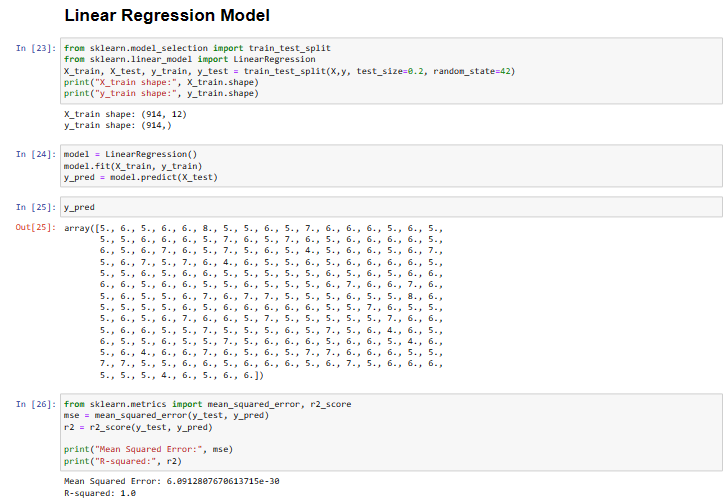 Linear Regression Model
In [23]: from sklearn.model_selection import train_test_split
from sklearn.linear_model import LinearRegression
X_train, X_test, y_train, y_test = train_test_split(X,y, test_size=0.2, random_state=42)
print("X_train shape:", X_train.shape)
print("y_train shape:", y_train.shape)
X_train shape: (914, 12)
y_train shape: (914,)
In [24]: model = LinearRegression()
model.fit(X_train, y_train)
y_pred = model.predict(X_test)
In [25]: y_pred
Out[25]: array([5., 6., 5., 6., 6., 8., 5., 5., 6., 5., 7., 6., 6., 6., 5., 6., 5.,
5., 5., 6., 6., 6., 5., 7., 6., 5., 7., 6., 5., 6., 6., 6., 6., 5.,
6., 5., 6., 7., 6., 5., 7., 5., 6., 5., 4., 5., 6., 6., 5., 6., 7.,
5., 6., 7., 5., 7., 6., 4., 6., 5., 5., 6., 5., 6., 6., 6., 6., 5.,
5., 5., 6., 5., 6., 6., 5., 5., 5., 5., 5., 6., 5., 6., 5., 6., 6.,
6., 6., 5., 6., 5., 6., 6., 5., 5., 5., 5., 6., 7., 6., 6., 7., 6.,
5., 6., 5., 5., 6., 7., 6., 7., 7., 5., 5., 5., 6., 5., 5., 8., 6.,
5., 5., 5., 5., 6., 5., 6., 6., 6., 6., 6., 5., 5., 7., 6., 5., 5.,
5., 6., 5., 6., 7., 6., 6., 5., 7., 5., 5., 5., 5., 5., 7., 6., 6.,
5., 6., 6., 5., 5., 7., 5., 5., 5., 6., 5., 7., 5., 6., 4., 6., 5.,
6., 5., 5., 6., 5., 5., 7., 5., 6., 6., 6., 5., 6., 6., 5., 4., 6.,
5., 6., 4., 6., 6., 7., 6., 5., 6., 5., 7., 7., 6., 6., 6., 5., 5.,
7., 7., 5., 5., 6., 6., 5., 6., 6., 6., 5., 6., 7., 5., 6., 6., 6.,
5., 5., 5., 4., 6., 5., 6., 6.])
In [26]: from sklearn.metrics import mean_squared_error, r2_score
mse = mean_squared_error(y_test, y_pred)
r2 = r2_score(y_test, y_pred)
print("Mean Squared Error:", mse)
print("R-squared:", r2)
Mean Squared Error: 6.0912807670613715e-30
R-squared: 1.0